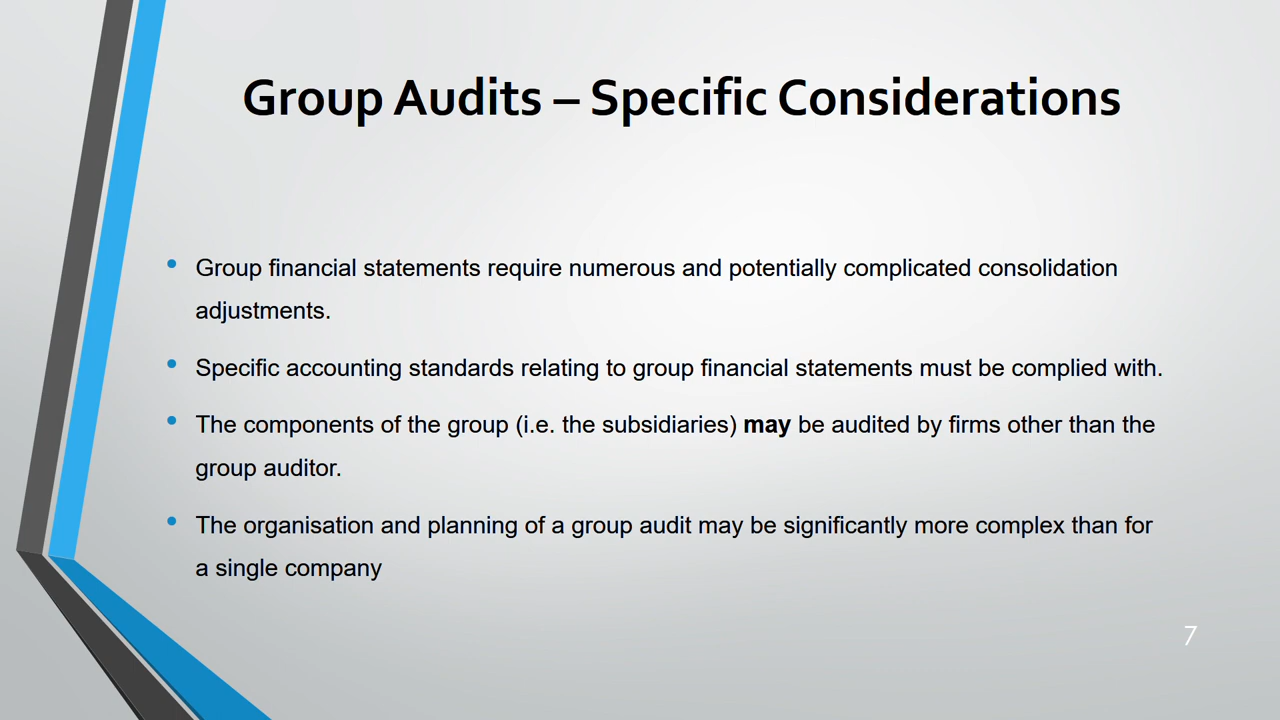 Group Audits – Specific Considerations
• Group financial statements require numerous and potentially complicated consolidation
adjustments.
• Specific accounting standards relating to group financial statements must be complied with.
• The components of the group (i.e. the subsidiaries) may be audited by firms other than the
group auditor.
• The organisation and planning of a group audit may be significantly more complex than for
a single company
7